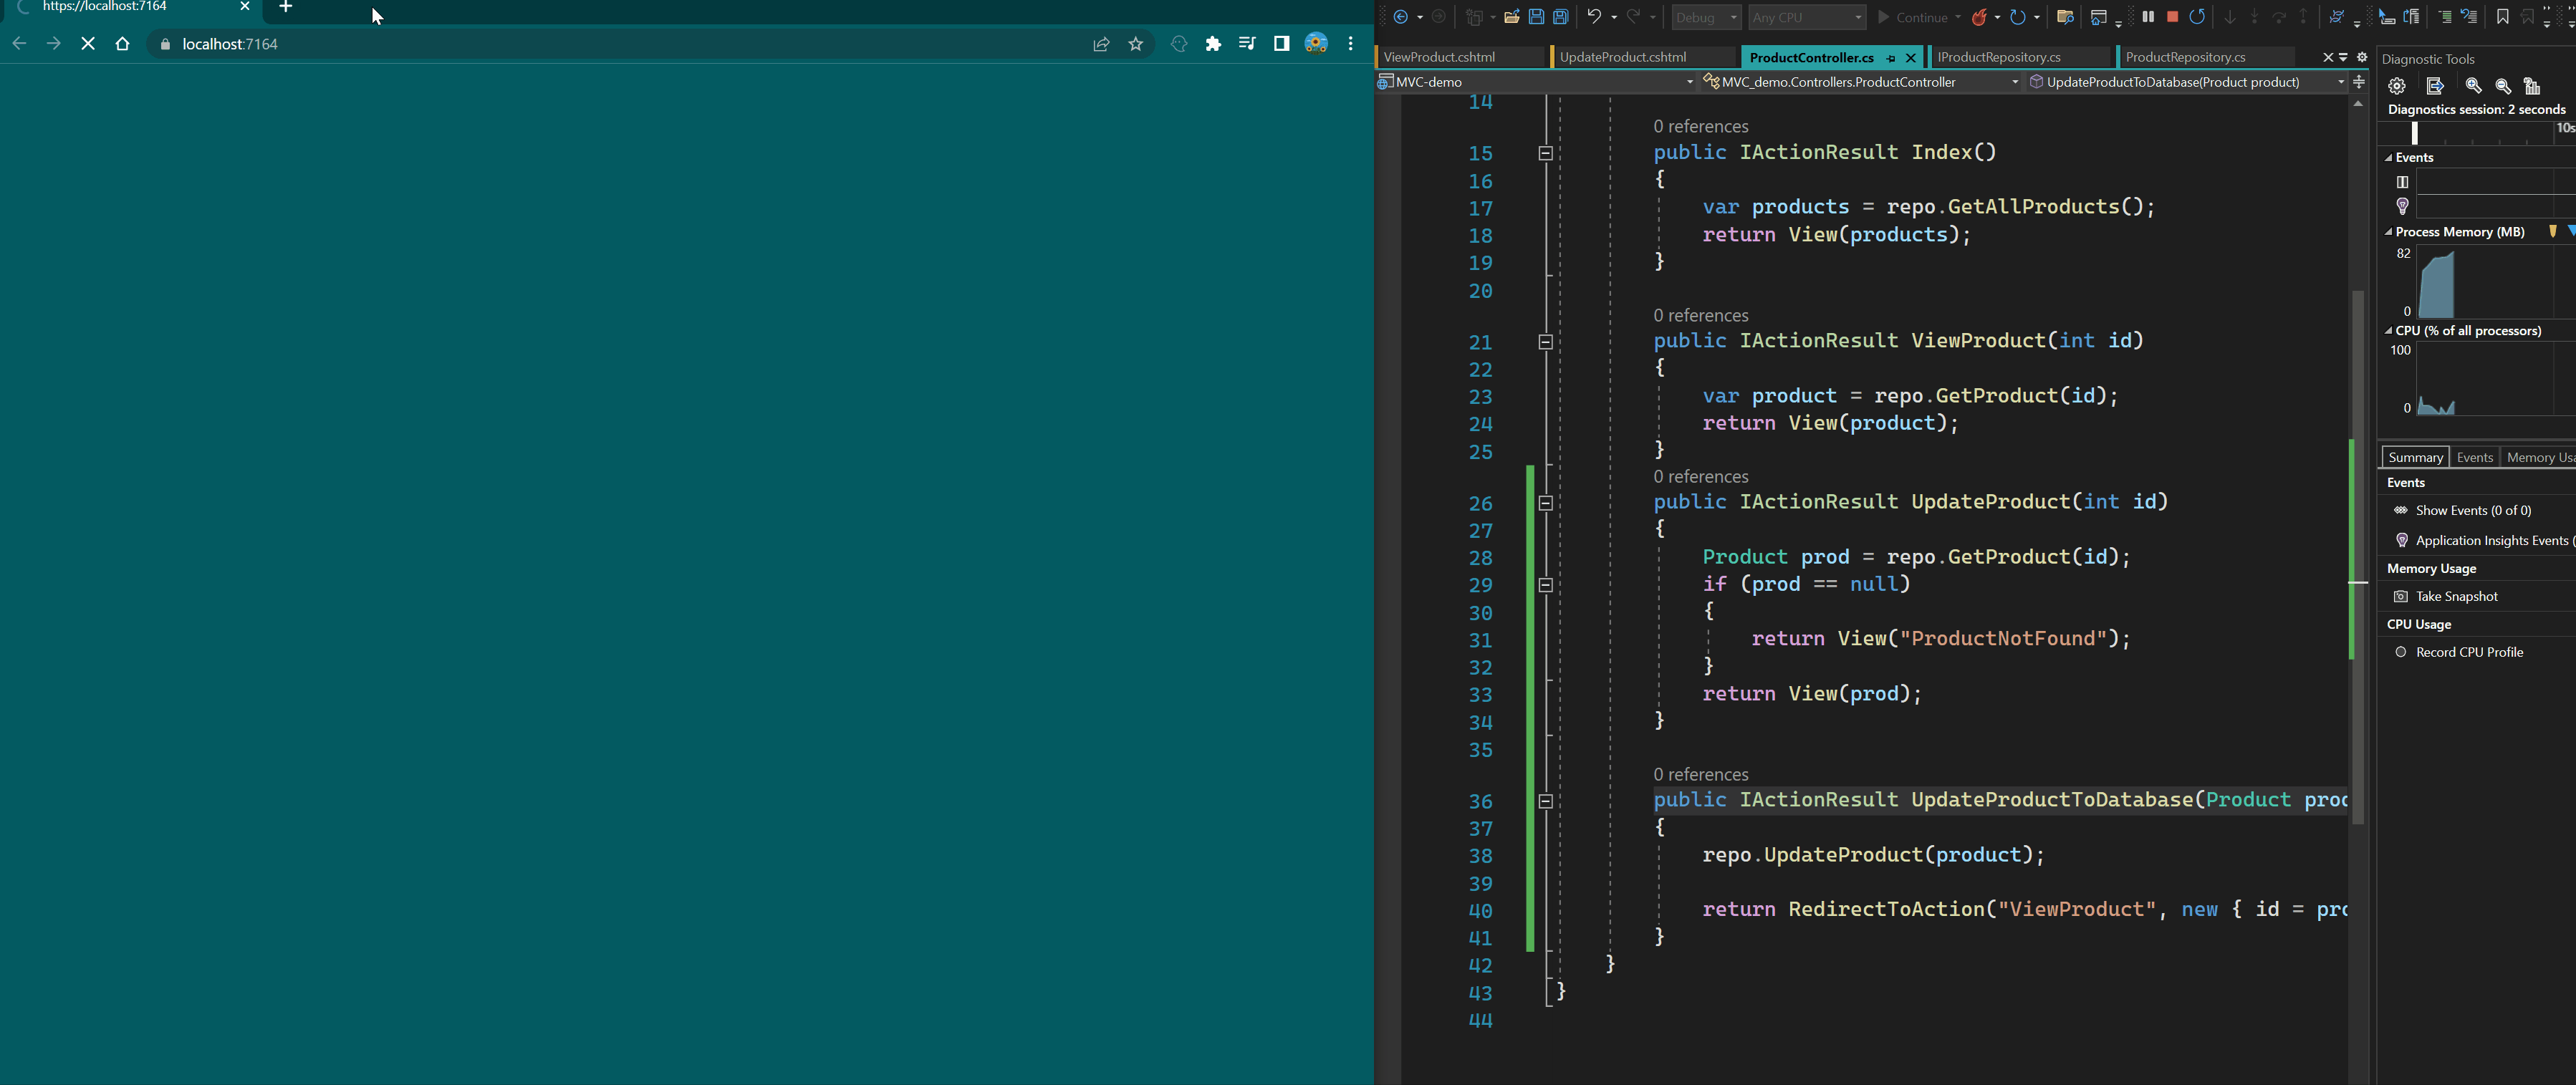 https://localhost:7164
localhost:7164
Debug
Any CPU
Continue
ViewProduct.cshtml
UpdateProduct.cshtml
ProductController.cs
IProductRepository.cs
ProductRepository.cs
MVC-demo
MVC_demo.Controllers.ProductController
UpdateProductToDatabase(Product product)
14
0 references
15 public IActionResult Index()
16 {
17 var products = repo.GetAllProducts();
18 return View(products);
19 }
20
0 references
21 public IActionResult ViewProduct(int id)
22 {
23 var product = repo.GetProduct(id);
24 return View(product);
25 }
0 references
26 public IActionResult UpdateProduct(int id)
27 {
28 Product prod = repo.GetProduct(id);
29 if (prod == null)
30 {
31 return View("ProductNotFound");
32 }
33 return View(prod);
34 }
35
0 references
36 public IActionResult UpdateProductToDatabase(Product prod
37 {
38 repo.UpdateProduct(product);
39
40 return RedirectToAction("ViewProduct", new { id = pro
41 }
42 }
43 }
44
Diagnostic Tools
Diagnostics session: 2 seconds
10s
Events
Process Memory (MB)
82
0
CPU (% of all processors)
100
0
Summary
Events
Memory Usa
Events
Show Events (0 of 0)
Application Insights Events (
Memory Usage
Take Snapshot
CPU Usage
Record CPU Profile